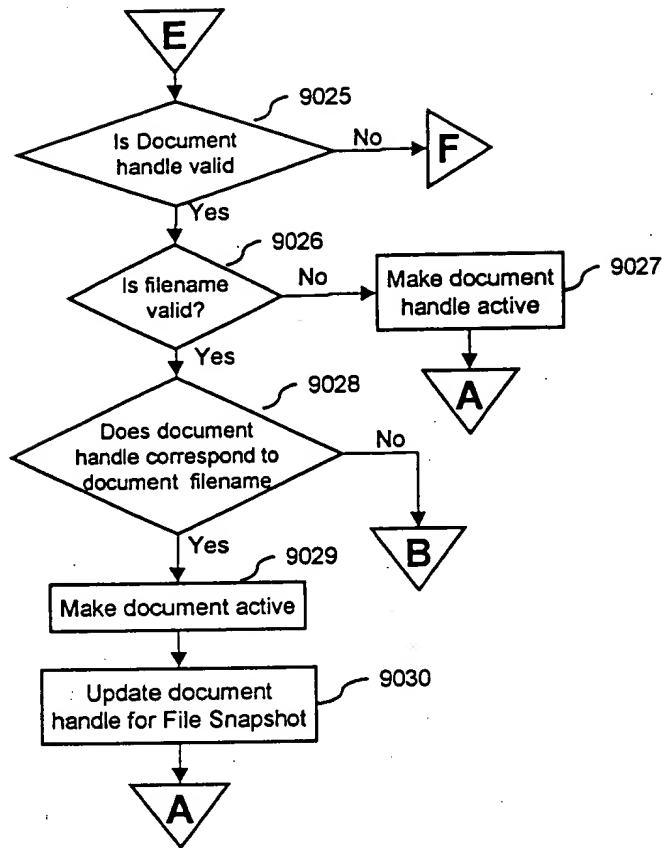 E
9025
Is Document
handle valid
No
F
Yes
9026
Is filename
valid?
No
Make document
handle active
9027
A
Yes
9028
Does document
handle correspond to
document filename
No
B
Yes
9029
Make document active
Update document
handle for File Snapshot
9030
A